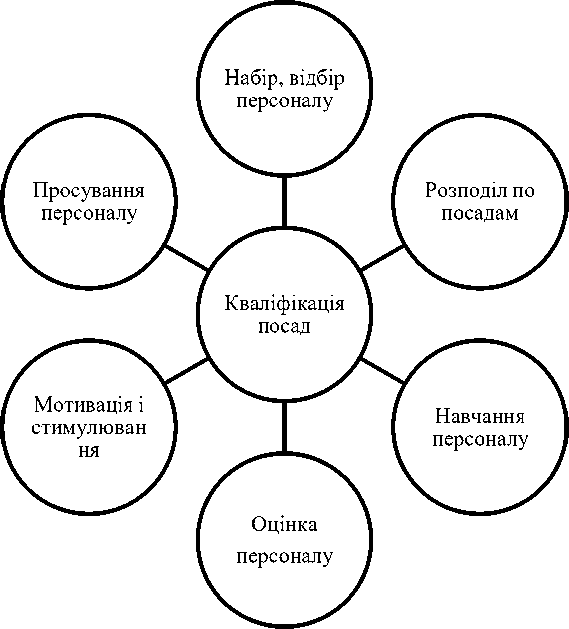 Набір, відбір
персоналу
Просування
персоналу
Розподіл по
посадам
Кваліфікація
посад
Мотивація і
стимулюван
ня
Навчання
персоналу
Оцінка
персоналу